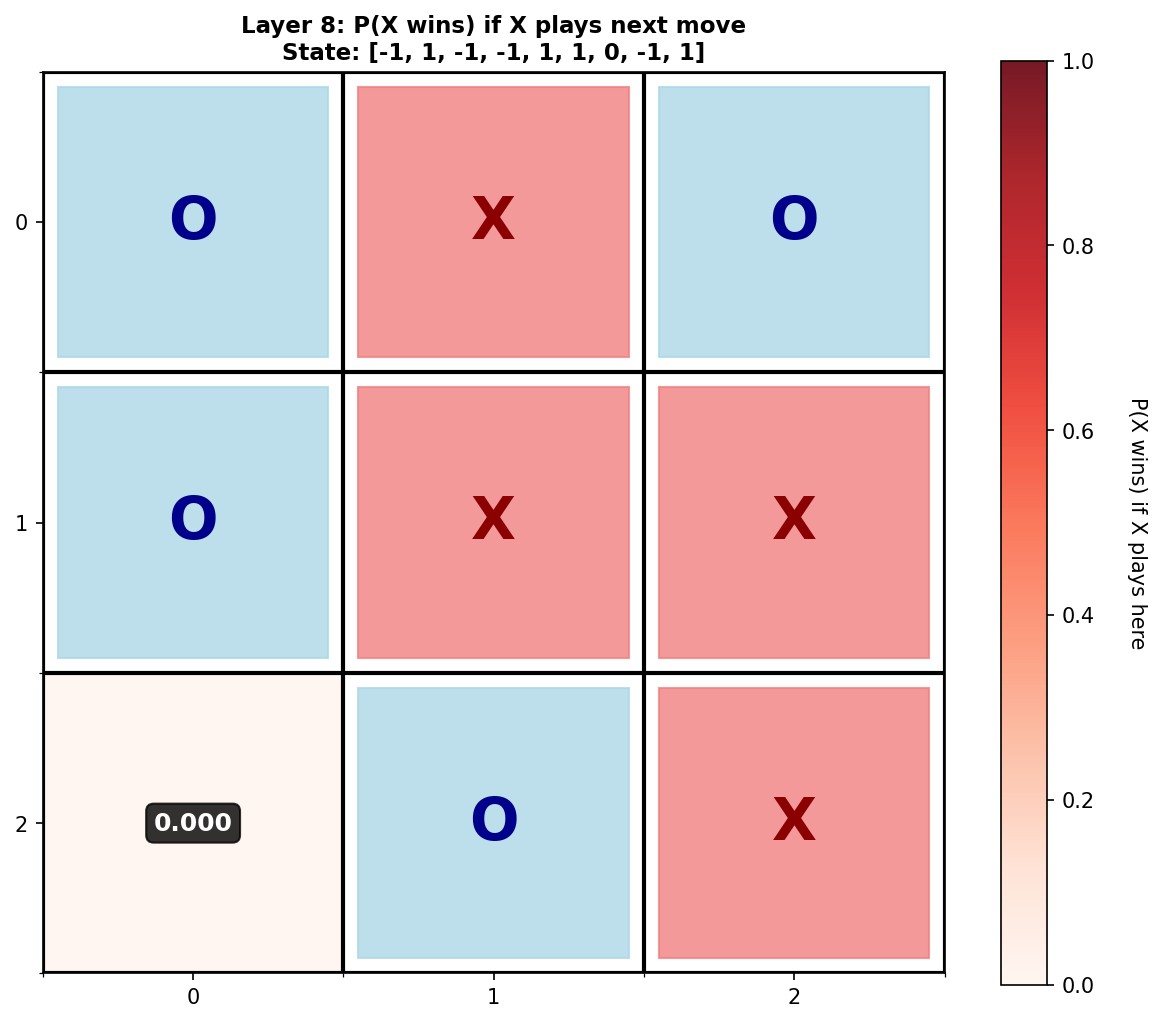 Layer 8: P(X wins) if X plays next move
State: [-1, 1, -1, -1, 1, 1, 0, -1, 1]
O X O
O X X
0.000 O X
0
1
2
0 1 2
1.0
0.8
0.6
0.4
0.2
0.0
P(X wins) if X plays here